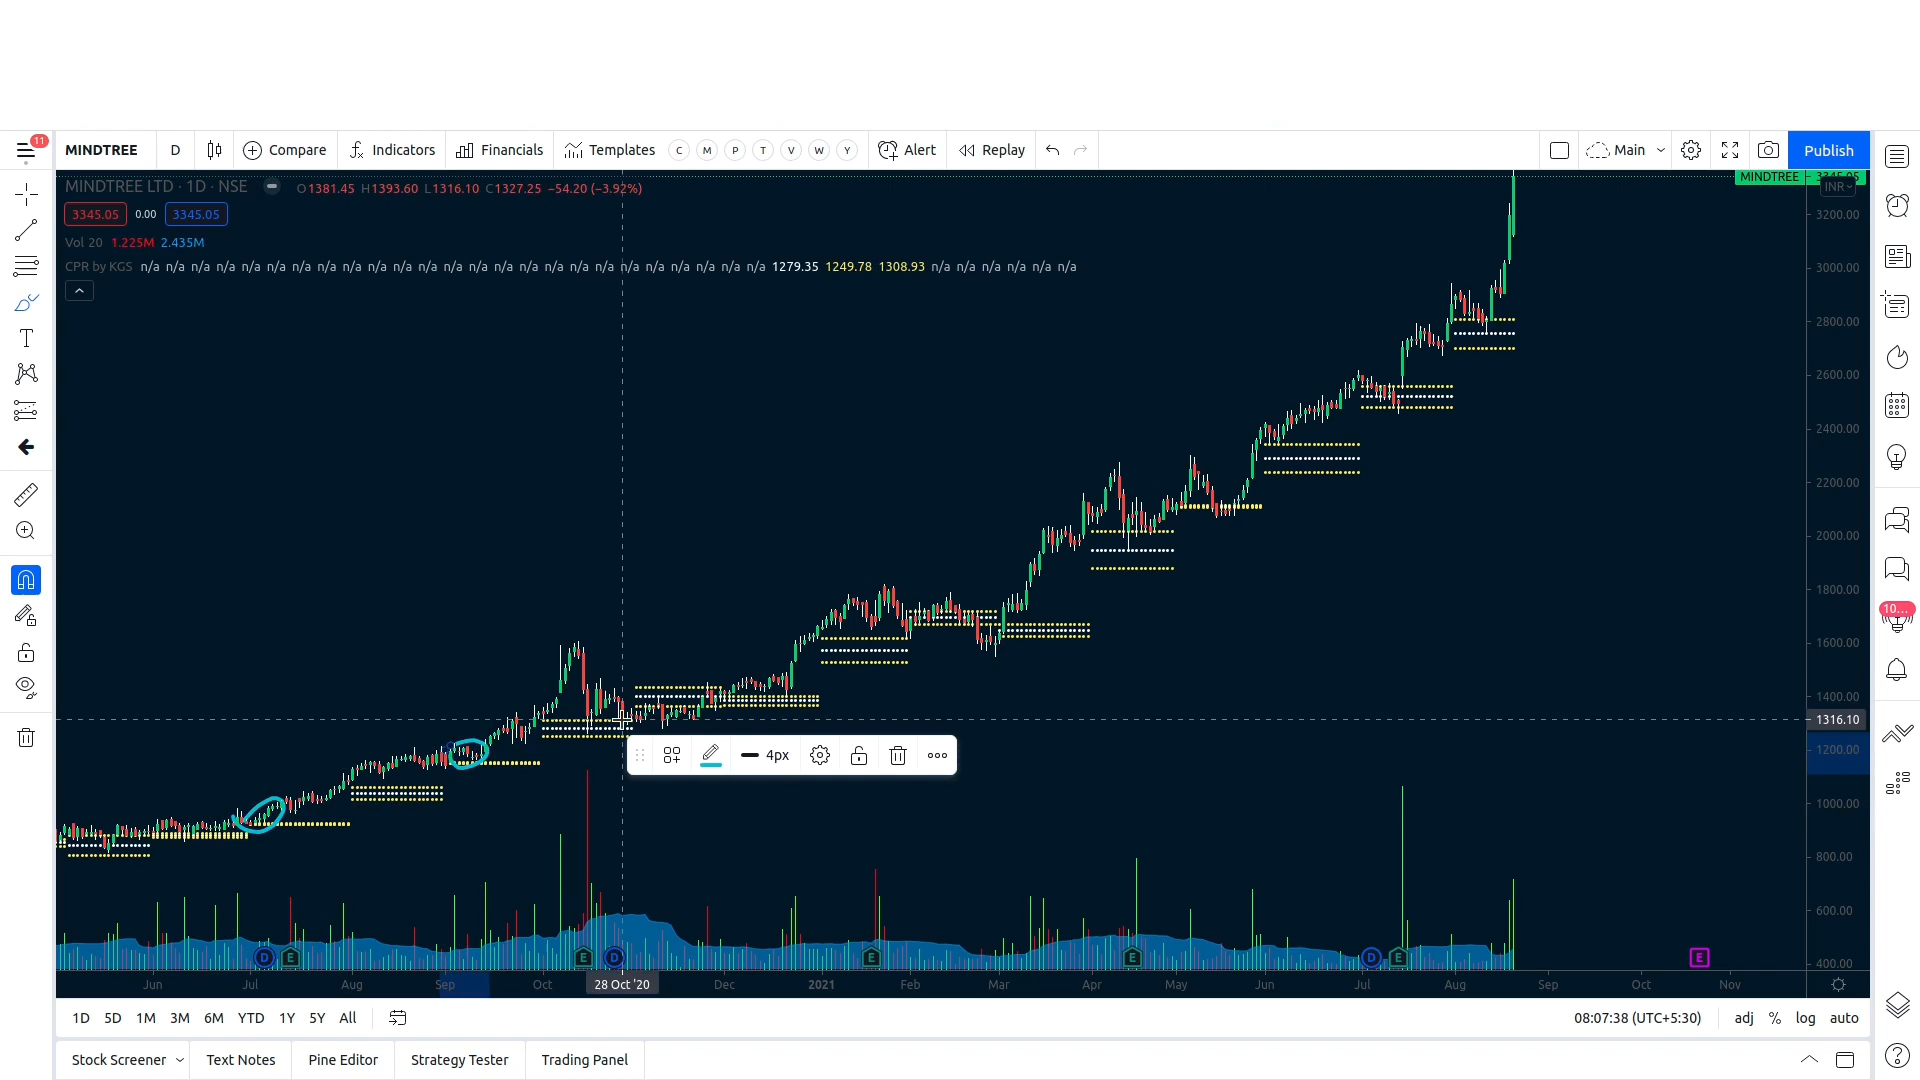 11
MINDTREE D Compare Indicators Financials Templates C M P T V W Y Alert Replay Main Publish
MINDTREE LTD · 1D · NSE O1381.45 H1393.60 L1316.10 C1327.25 −54.20 (−3.92%)
MINDTREE 3345.05
INR
3345.05 0.00 3345.05
Vol 20 1.225M 2.435M
CPR by KGS n/a n/a n/a n/a n/a n/a n/a n/a n/a n/a n/a n/a n/a n/a n/a n/a n/a n/a n/a n/a n/a n/a n/a n/a n/a 1279.35 1249.78 1308.93 n/a n/a n/a n/a n/a n/a
3200.00
3000.00
2800.00
2600.00
2400.00
2200.00
2000.00
1800.00
10...
1600.00
1400.00
1316.10
1200.00
4px
1000.00
800.00
600.00
D E E D E E D E E
400.00
Jun Jul Aug Sep Oct 28 Oct '20 Dec 2021 Feb Mar Apr May Jun Jul Aug Sep Oct Nov
1D 5D 1M 3M 6M YTD 1Y 5Y All 08:07:38 (UTC+5:30) adj % log auto
Stock Screener Text Notes Pine Editor Strategy Tester Trading Panel